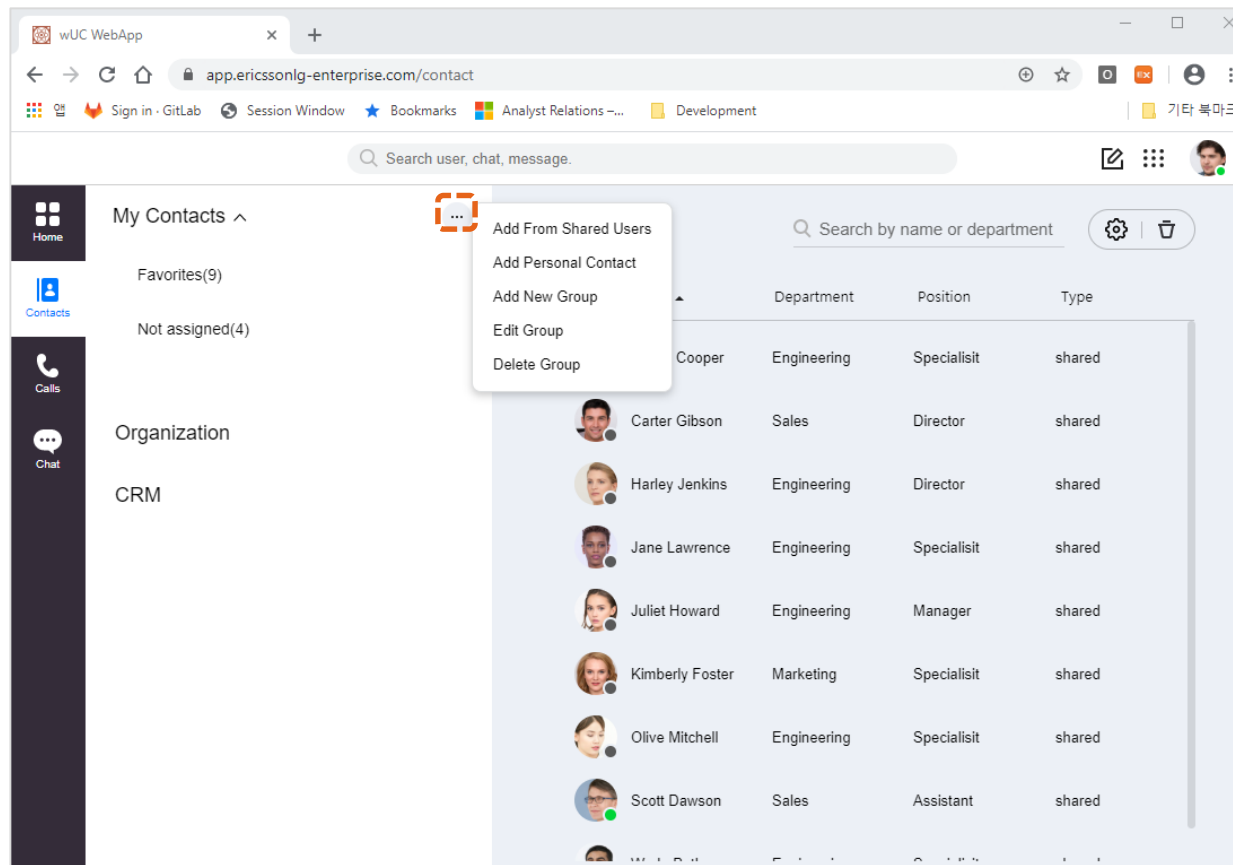 wUC WebApp
app.ericssonlg-enterprise.com/contact
앱 Sign in · GitLab Session Window Bookmarks Analyst Relations –... Development 기타 북마크
Search user, chat, message.
Home
Contacts
Calls
Chat
My Contacts
Favorites(9)
Not assigned(4)
Organization
CRM
...
Add From Shared Users
Add Personal Contact
Add New Group
Edit Group
Delete Group
Search by name or department
Department Position Type
Cooper Engineering Specialisit shared
Carter Gibson Sales Director shared
Harley Jenkins Engineering Director shared
Jane Lawrence Engineering Specialisit shared
Juliet Howard Engineering Manager shared
Kimberly Foster Marketing Specialisit shared
Olive Mitchell Engineering Specialisit shared
Scott Dawson Sales Assistant shared